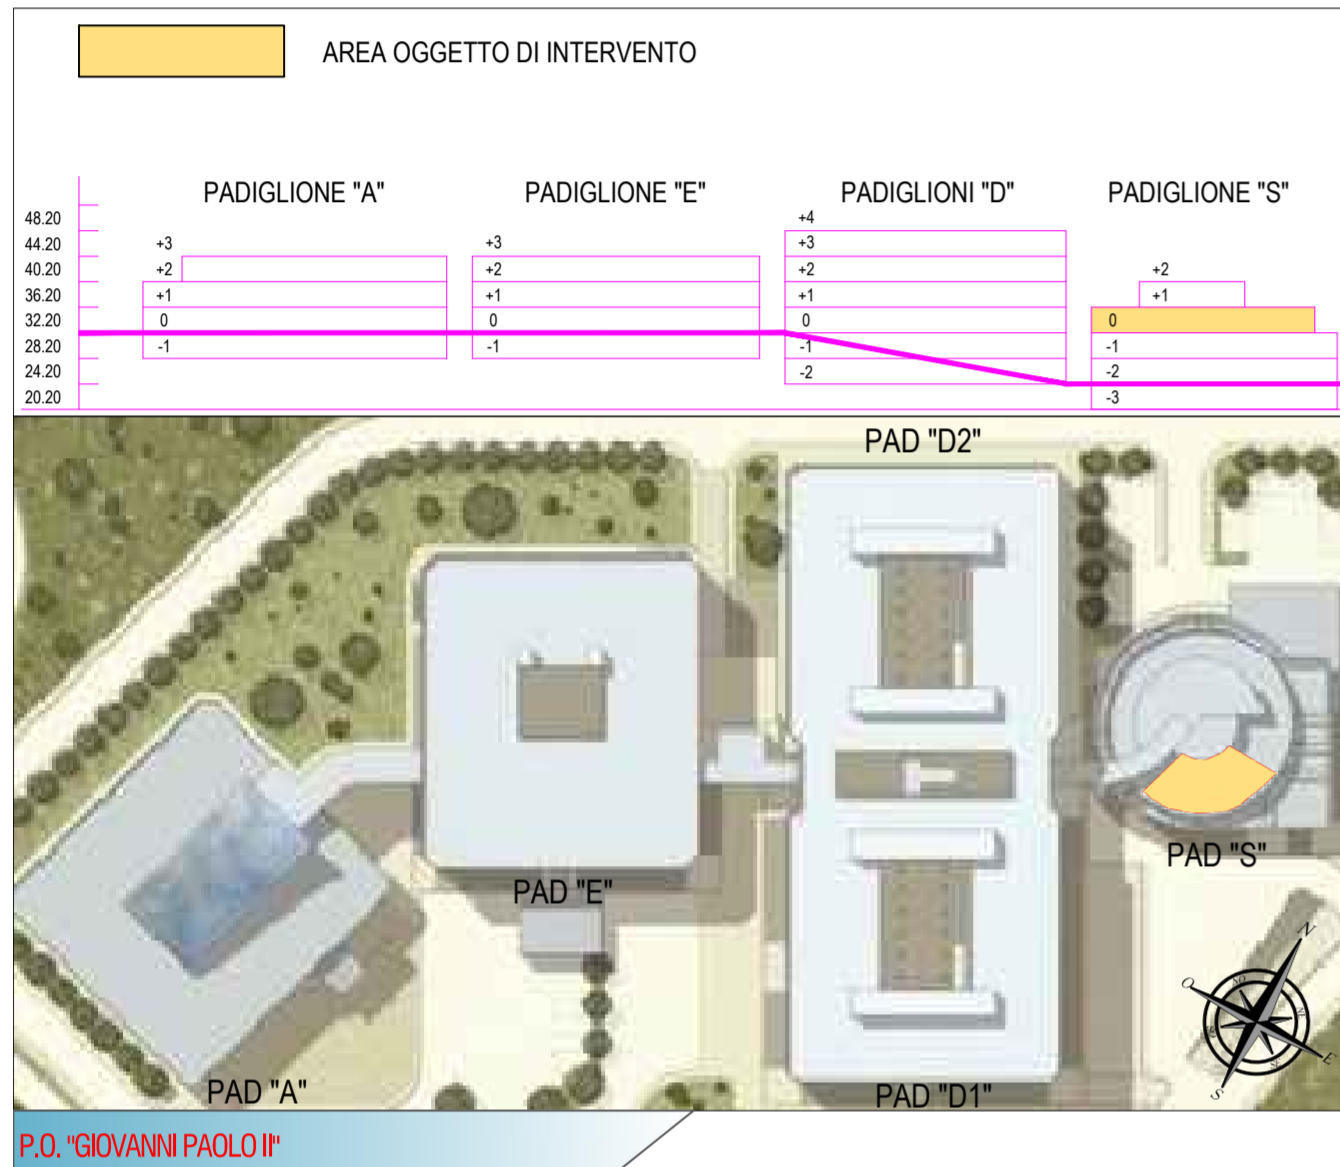 AREA OGGETTO DI INTERVENTO
PADIGLIONE "A"
PADIGLIONE "E"
PADIGLIONI "D"
PADIGLIONE "S"
48.20
44.20
40.20
36.20
32.20
28.20
24.20
20.20
+3
+2
+1
0
-1
+3
+2
+1
0
-1
+4
+3
+2
+1
0
-1
-2
+2
+1
0
-1
-2
-3
PAD "D2"
PAD "S"
PAD "E"
PAD "A"
PAD "D1"
N
O
E
S
P.O. "GIOVANNI PAOLO II"